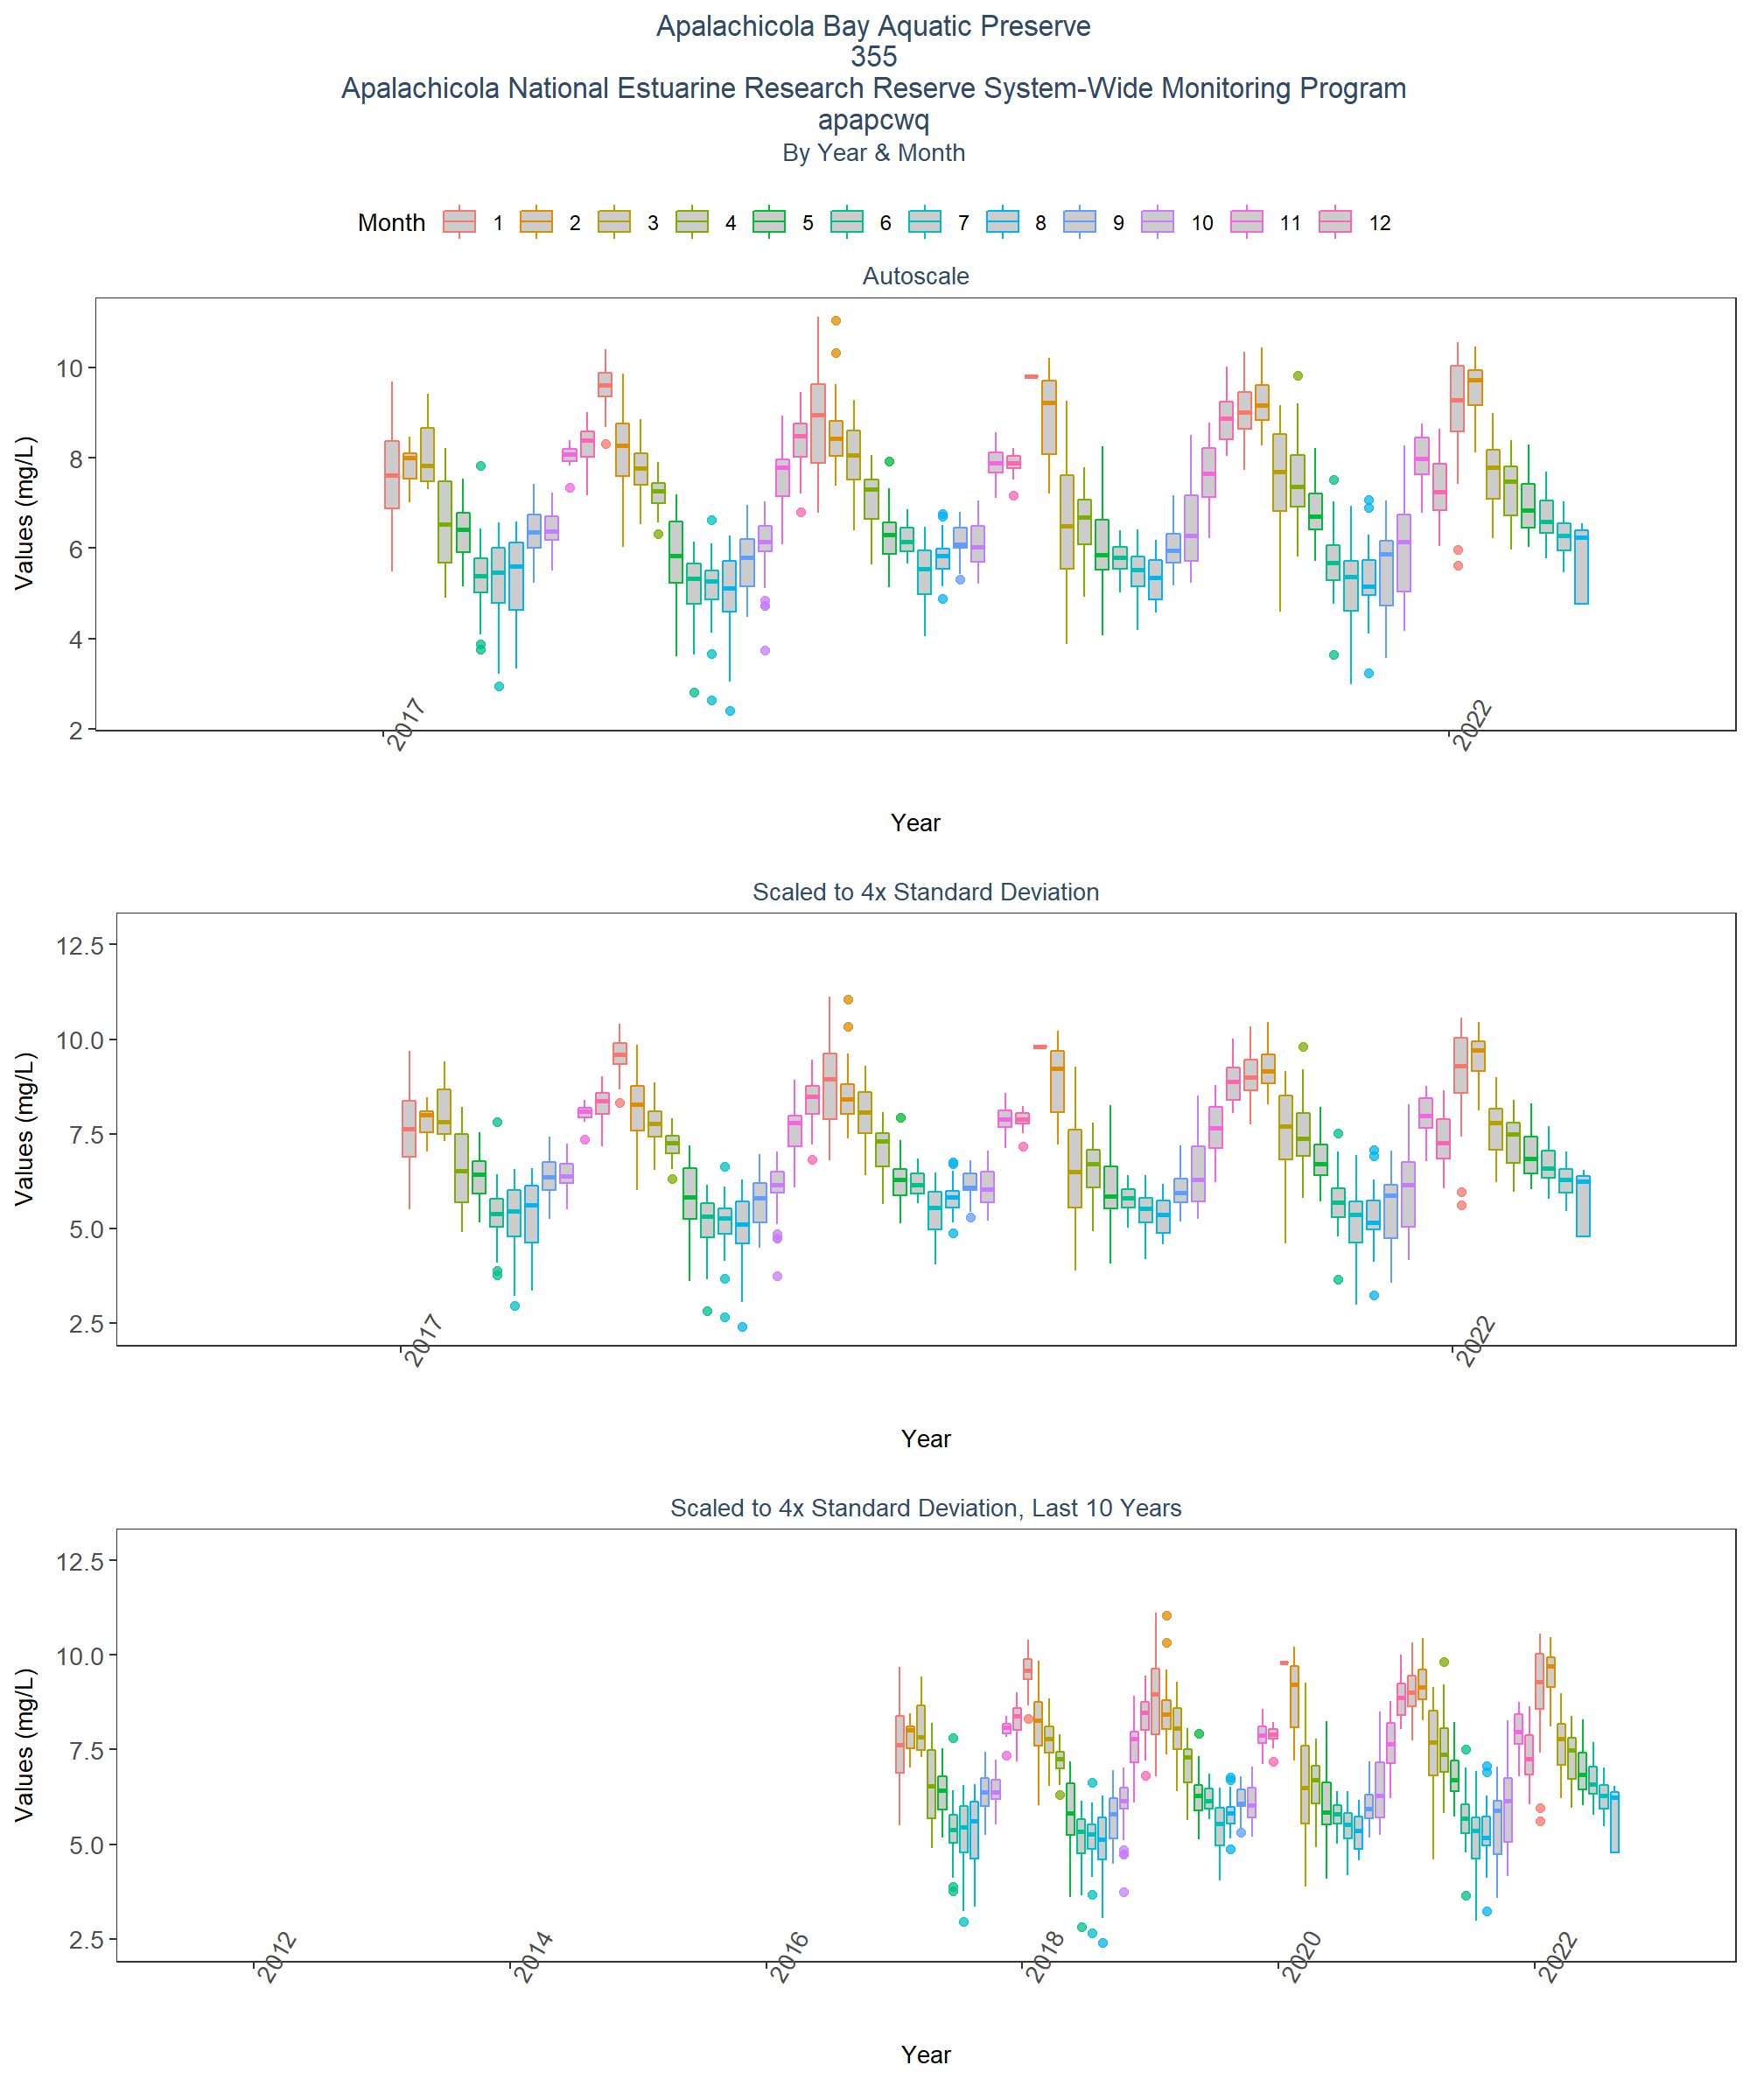 Apalachicola Bay Aquatic Preserve
355
Apalachicola National Estuarine Research Reserve System-Wide Monitoring Program
apapcwq
By Year & Month
Month 1 2 3 4 5 6 7 8 9 10 11 12
Autoscale
Values (mg/L)
10
8
6
4
2
2017 2022
Year
Scaled to 4x Standard Deviation
Values (mg/L)
12.5
10.0
7.5
5.0
2.5
2017 2022
Year
Scaled to 4x Standard Deviation, Last 10 Years
Values (mg/L)
12.5
10.0
7.5
5.0
2.5
2012 2014 2016 2018 2020 2022
Year